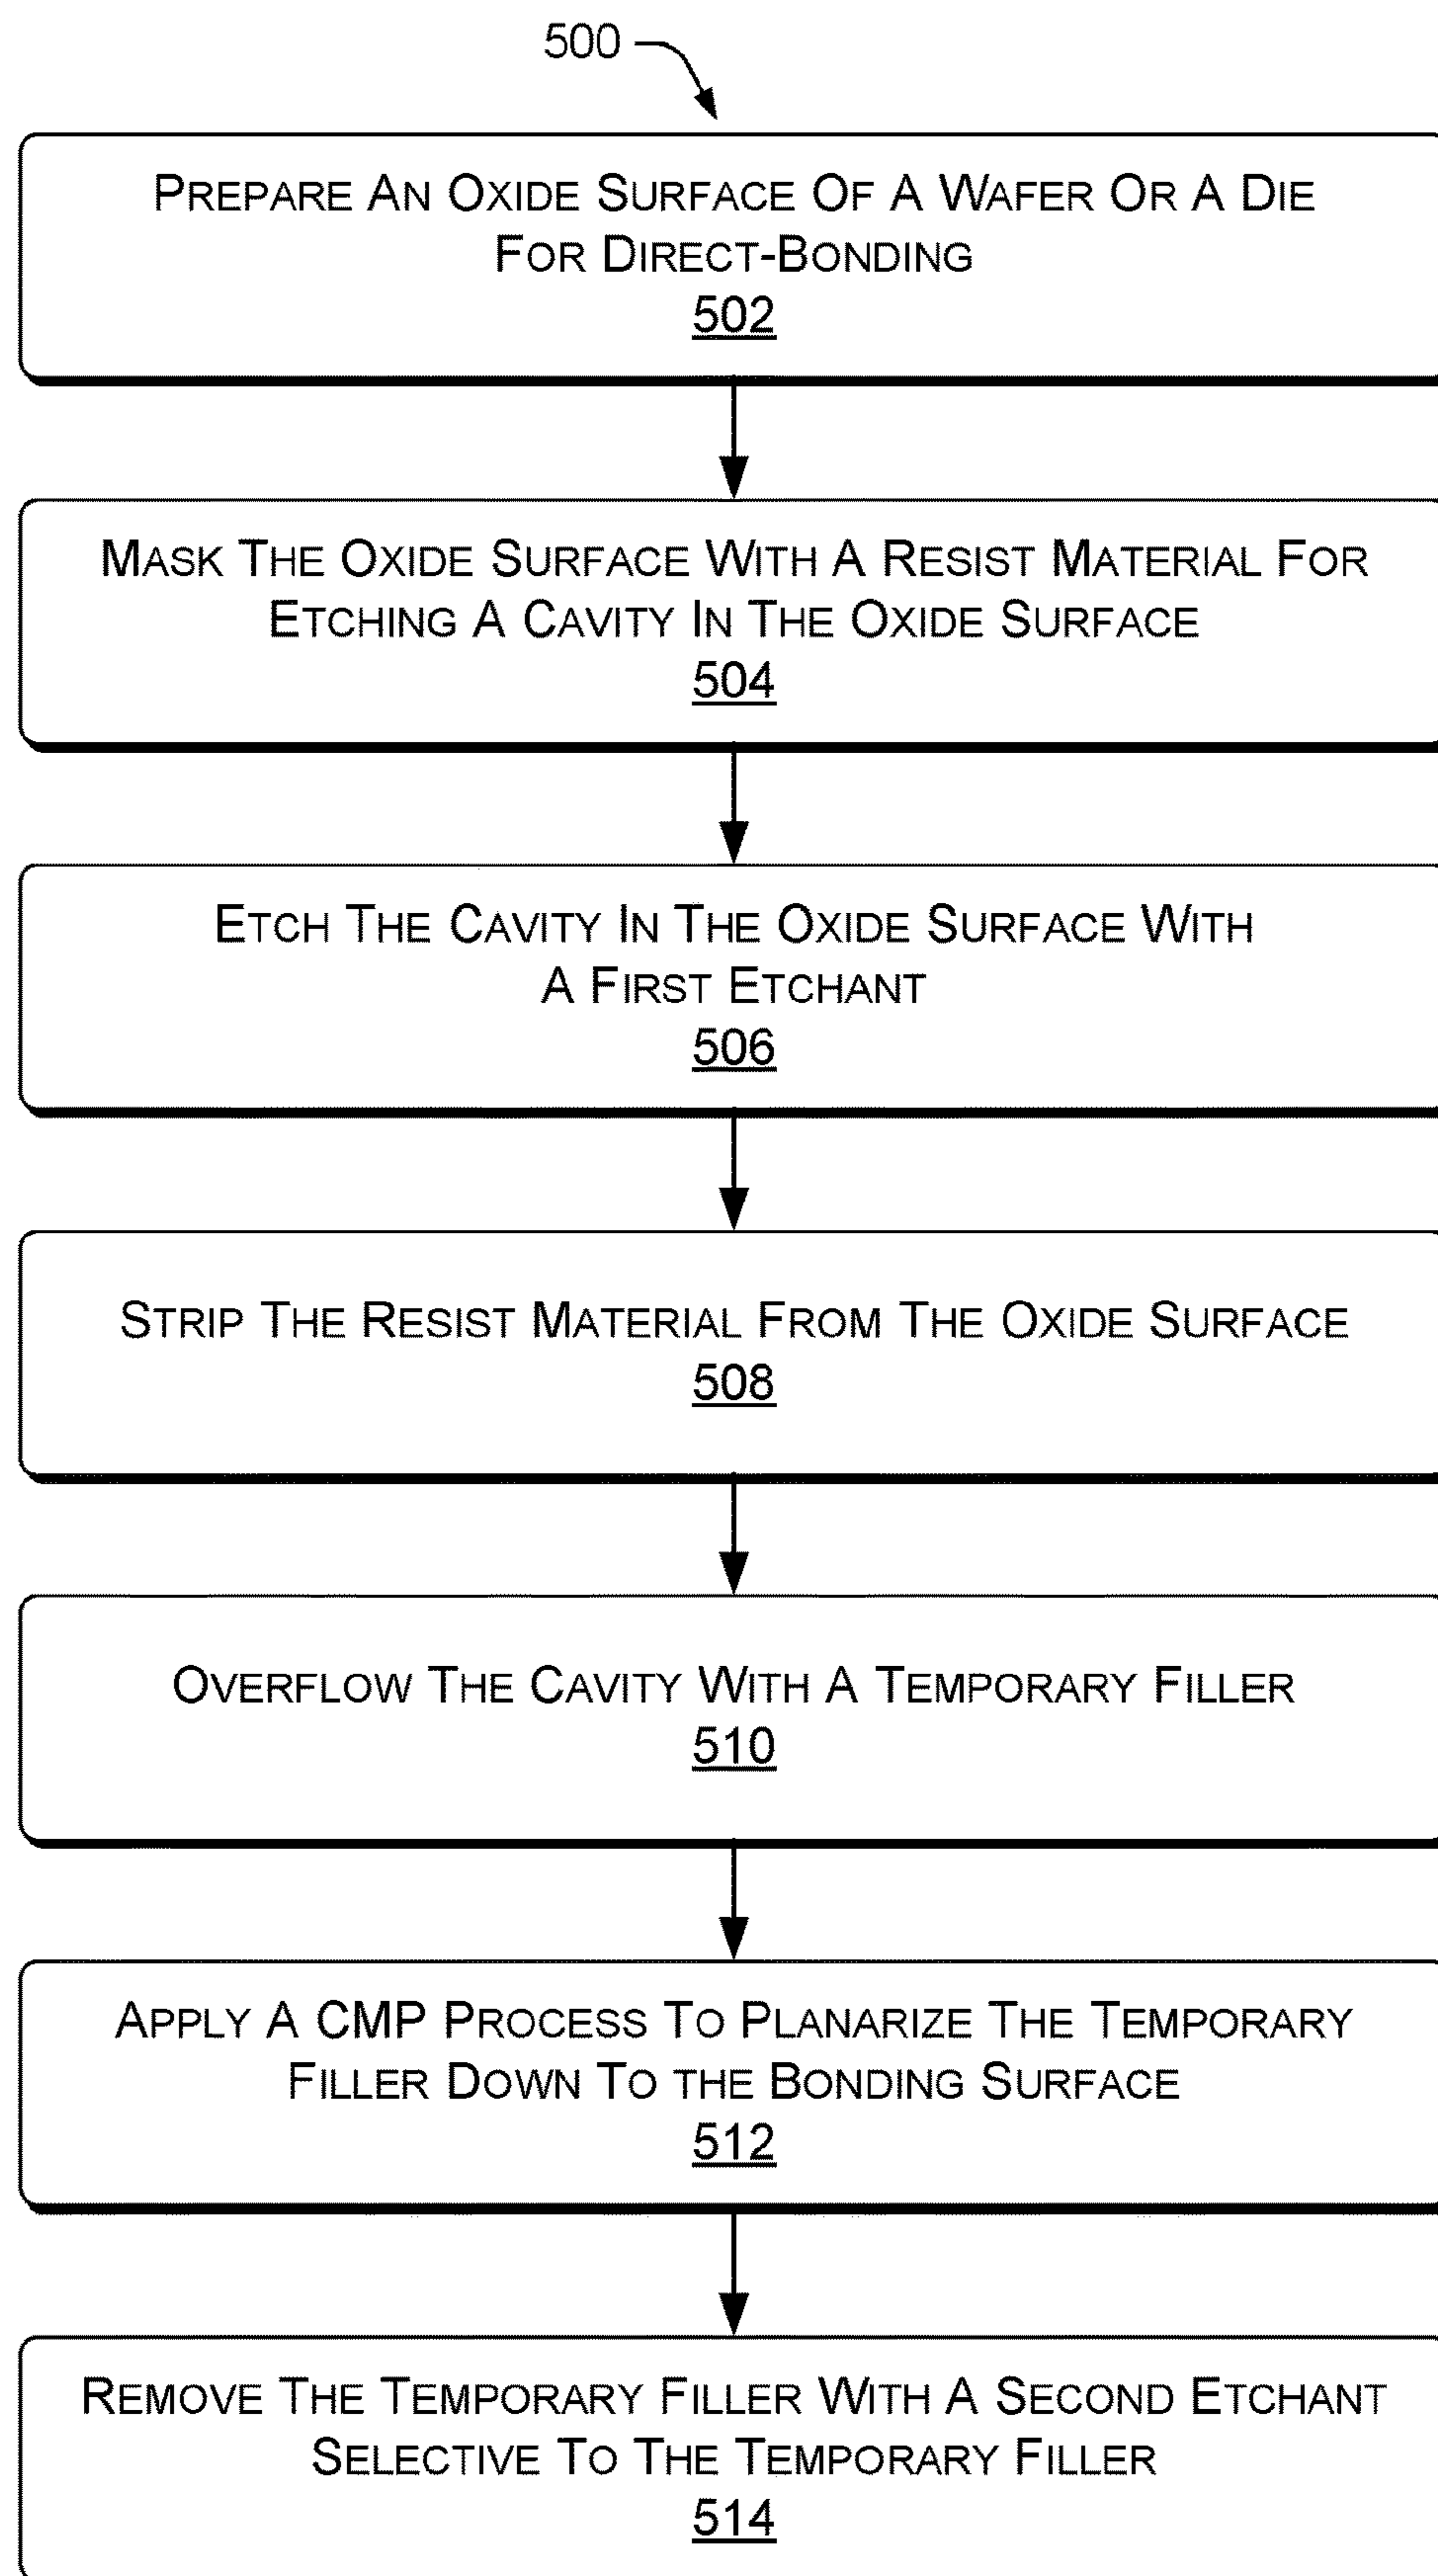 500
PREPARE AN OXIDE SURFACE OF A WAFER OR A DIE
FOR DIRECT-BONDING
502
MASK THE OXIDE SURFACE WITH A RESIST MATERIAL FOR
ETCHING A CAVITY IN THE OXIDE SURFACE
504
ETCH THE CAVITY IN THE OXIDE SURFACE WITH
A FIRST ETCHANT
506
STRIP THE RESIST MATERIAL FROM THE OXIDE SURFACE
508
OVERFLOW THE CAVITY WITH A TEMPORARY FILLER
510
APPLY A CMP PROCESS TO PLANARIZE THE TEMPORARY
FILLER DOWN TO THE BONDING SURFACE
512
REMOVE THE TEMPORARY FILLER WITH A SECOND ETCHANT
SELECTIVE TO THE TEMPORARY FILLER
514